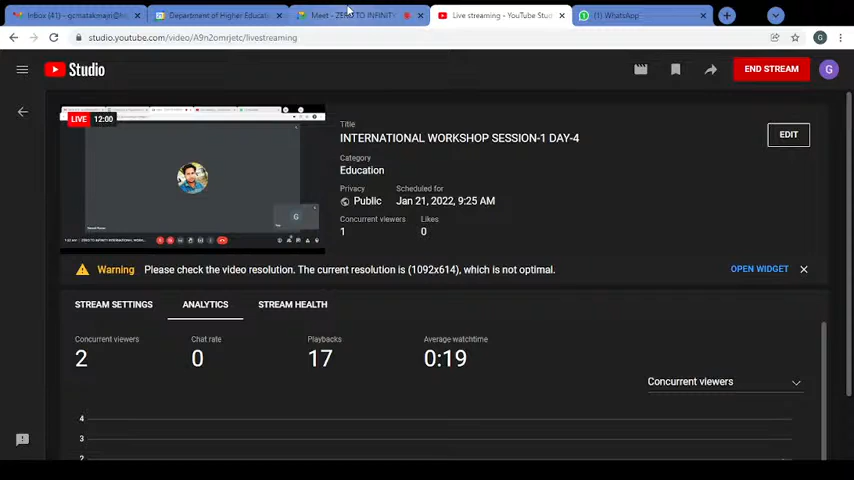 Department of Higher Educati
Meet - ZERO TO INFINITY
Live streaming - YouTube Stud
(1) WhatsApp
studio.youtube.com/video/A9n2omrjetc/livestreaming
G
Studio
END STREAM
G
LIVE 12:00
G
Title
INTERNATIONAL WORKSHOP SESSION-1 DAY-4
EDIT
Category
Education
Privacy
Scheduled for
Public
Jan 21, 2022, 9:25 AM
Concurrent viewers
Likes
1
0
Warning Please check the video resolution. The current resolution is (1092x614), which is not optimal.
OPEN WIDGET
STREAM SETTINGS
ANALYTICS
STREAM HEALTH
Concurrent viewers
Chat rate
Playbacks
Average watchtime
2
0
17
0:19
Concurrent viewers
4
3
2